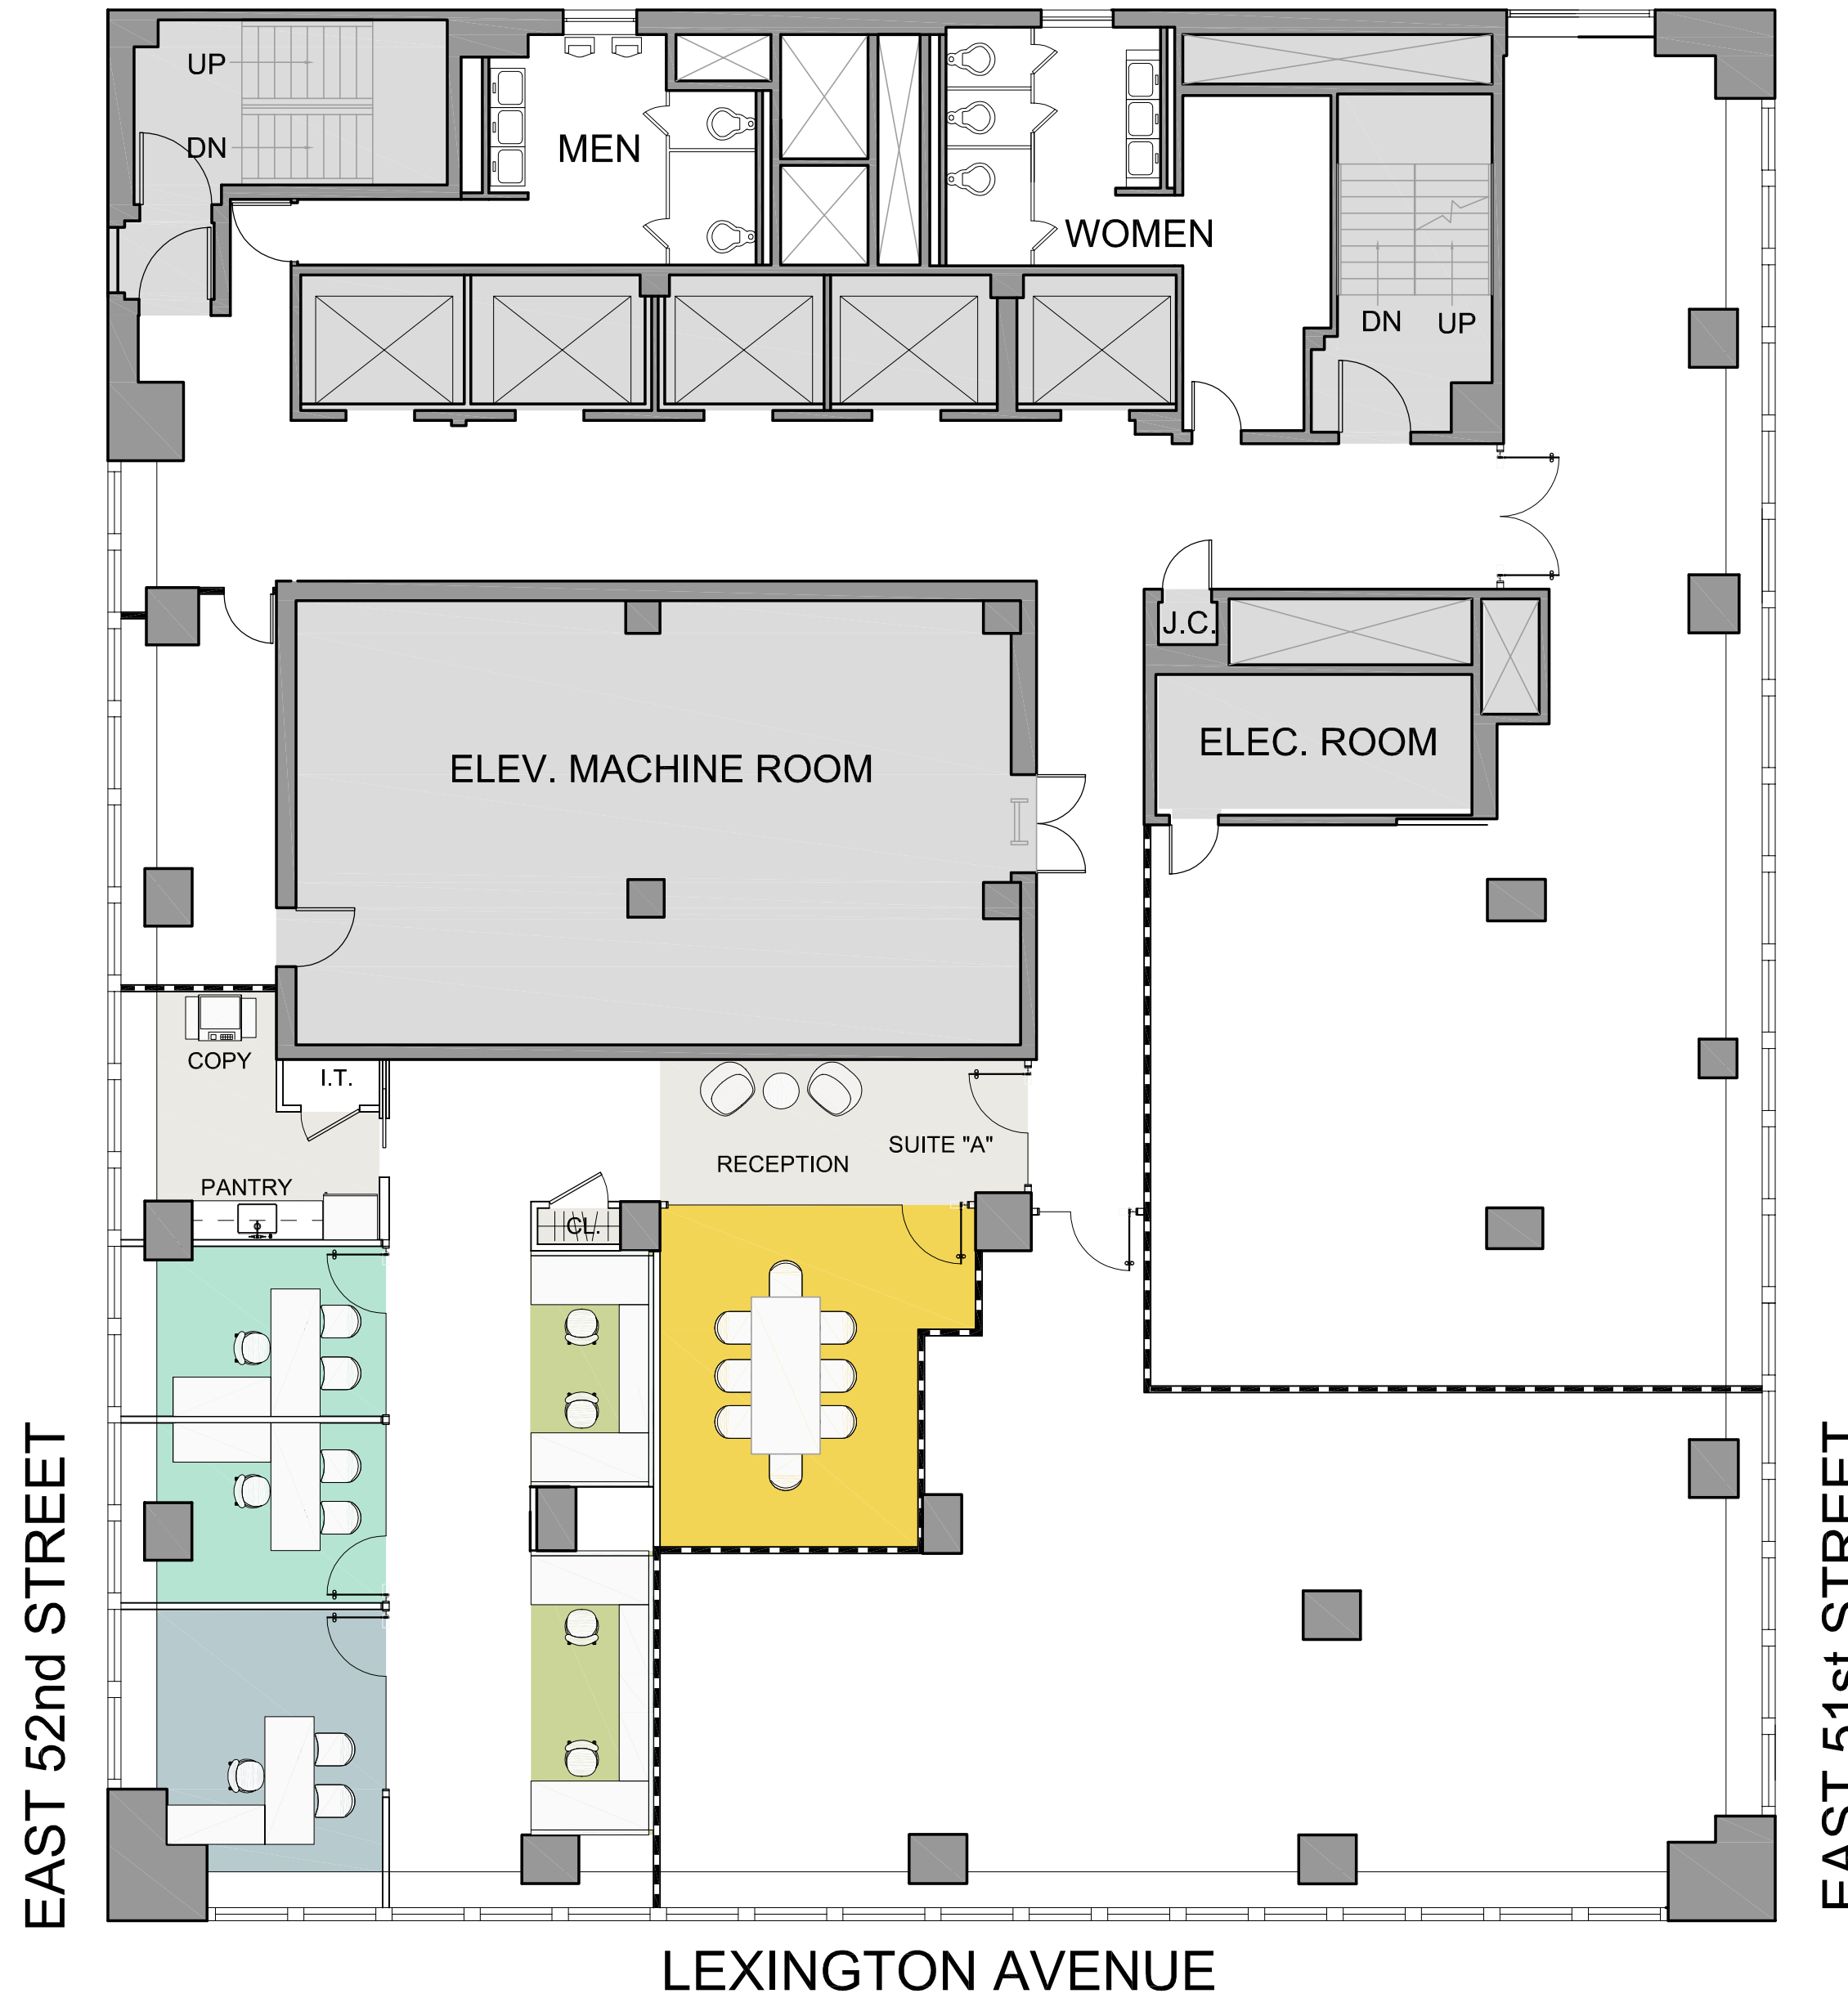 UP
DN
MEN
WOMEN
DN
UP
J.C.
ELEC. ROOM
ELEV. MACHINE ROOM
COPY
I.T.
SUITE "A"
RECEPTION
PANTRY
CL.
EAST 52nd STREET
EAST 51st STREET
LEXINGTON AVENUE